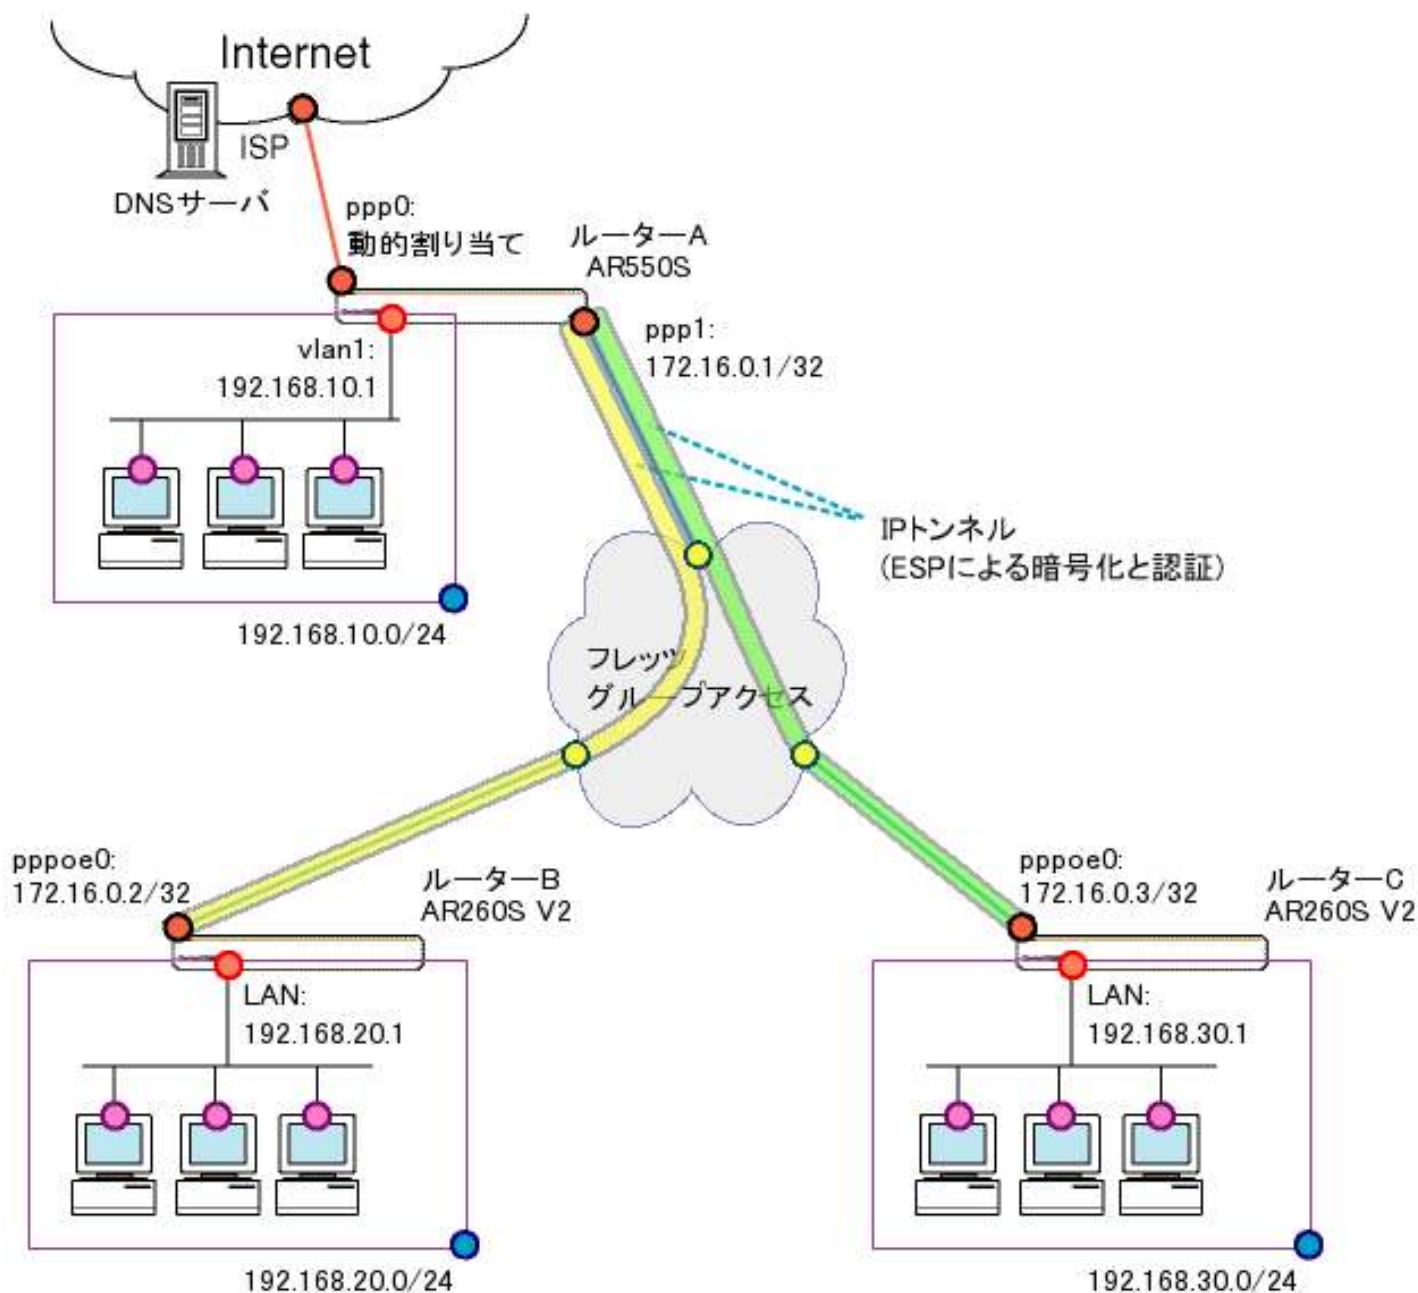 Internet
ISP
DNSサーバ
ppp0:
動的割り当て
ルーターA
AR550S
vlan1:
192.168.10.1
ppp1:
172.16.0.1/32
IPトンネル
(ESPによる暗号化と認証)
192.168.10.0/24
フレッツ
グループアクセス
pppoe0:
172.16.0.2/32
ルーターB
AR260S V2
pppoe0:
172.16.0.3/32
ルーターC
AR260S V2
LAN:
192.168.20.1
LAN:
192.168.30.1
192.168.20.0/24
192.168.30.0/24